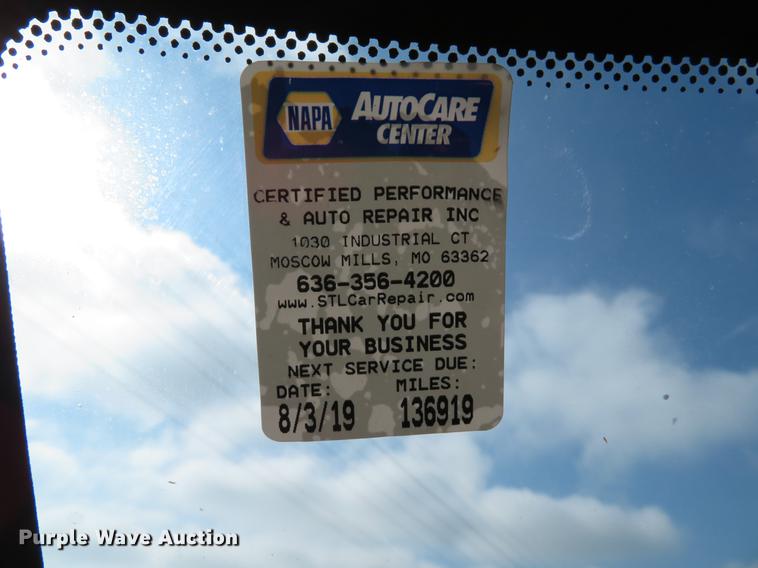 NAPA
AUTOCARE
CENTER
CERTIFIED PERFORMANCE
& AUTO REPAIR INC
1030 INDUSTRIAL CT
MOSCOW MILLS, MO 63362
636-356-4200
www.STLCarRepair.com
THANK YOU FOR
YOUR BUSINESS
NEXT SERVICE DUE:
DATE: MILES:
8/3/19 136919
Purple Wave Auction